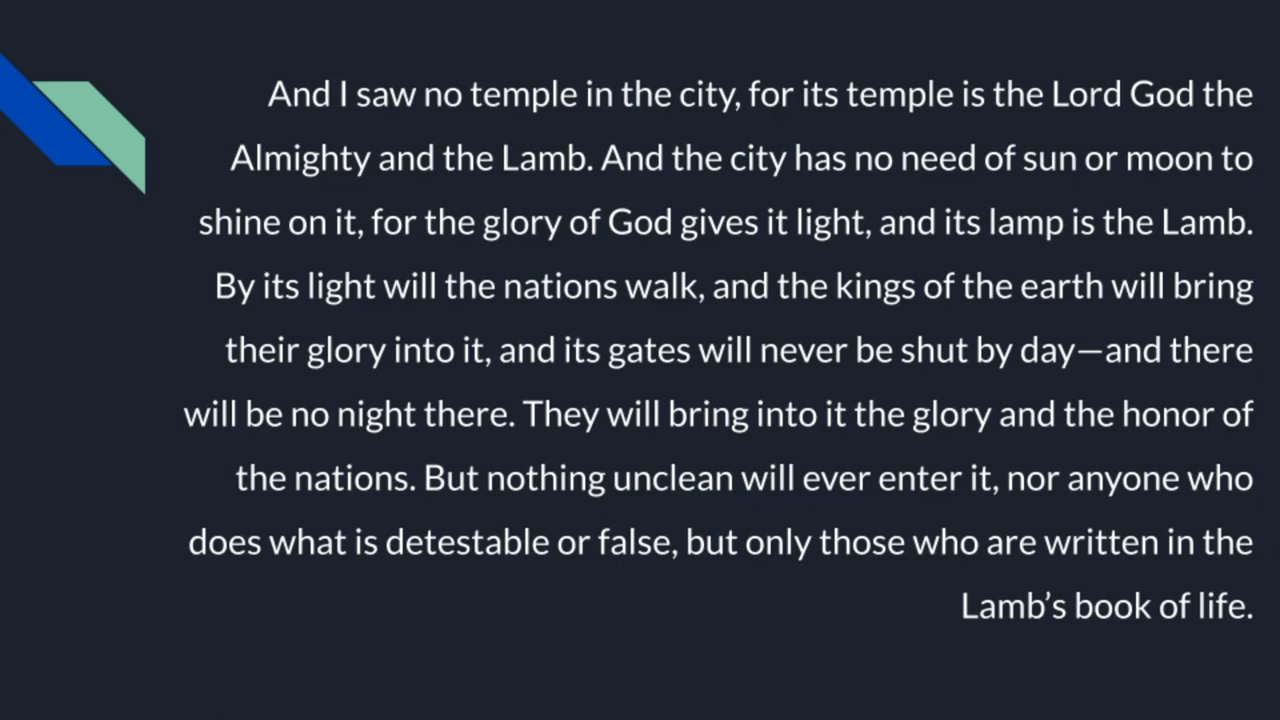 And I saw no temple in the city, for its temple is the Lord God the
Almighty and the Lamb. And the city has no need of sun or moon to
shine on it, for the glory of God gives it light, and its lamp is the Lamb.
By its light will the nations walk, and the kings of the earth will bring
their glory into it, and its gates will never be shut by day—and there
will be no night there. They will bring into it the glory and the honor of
the nations. But nothing unclean will ever enter it, nor anyone who
does what is detestable or false, but only those who are written in the
Lamb’s book of life.